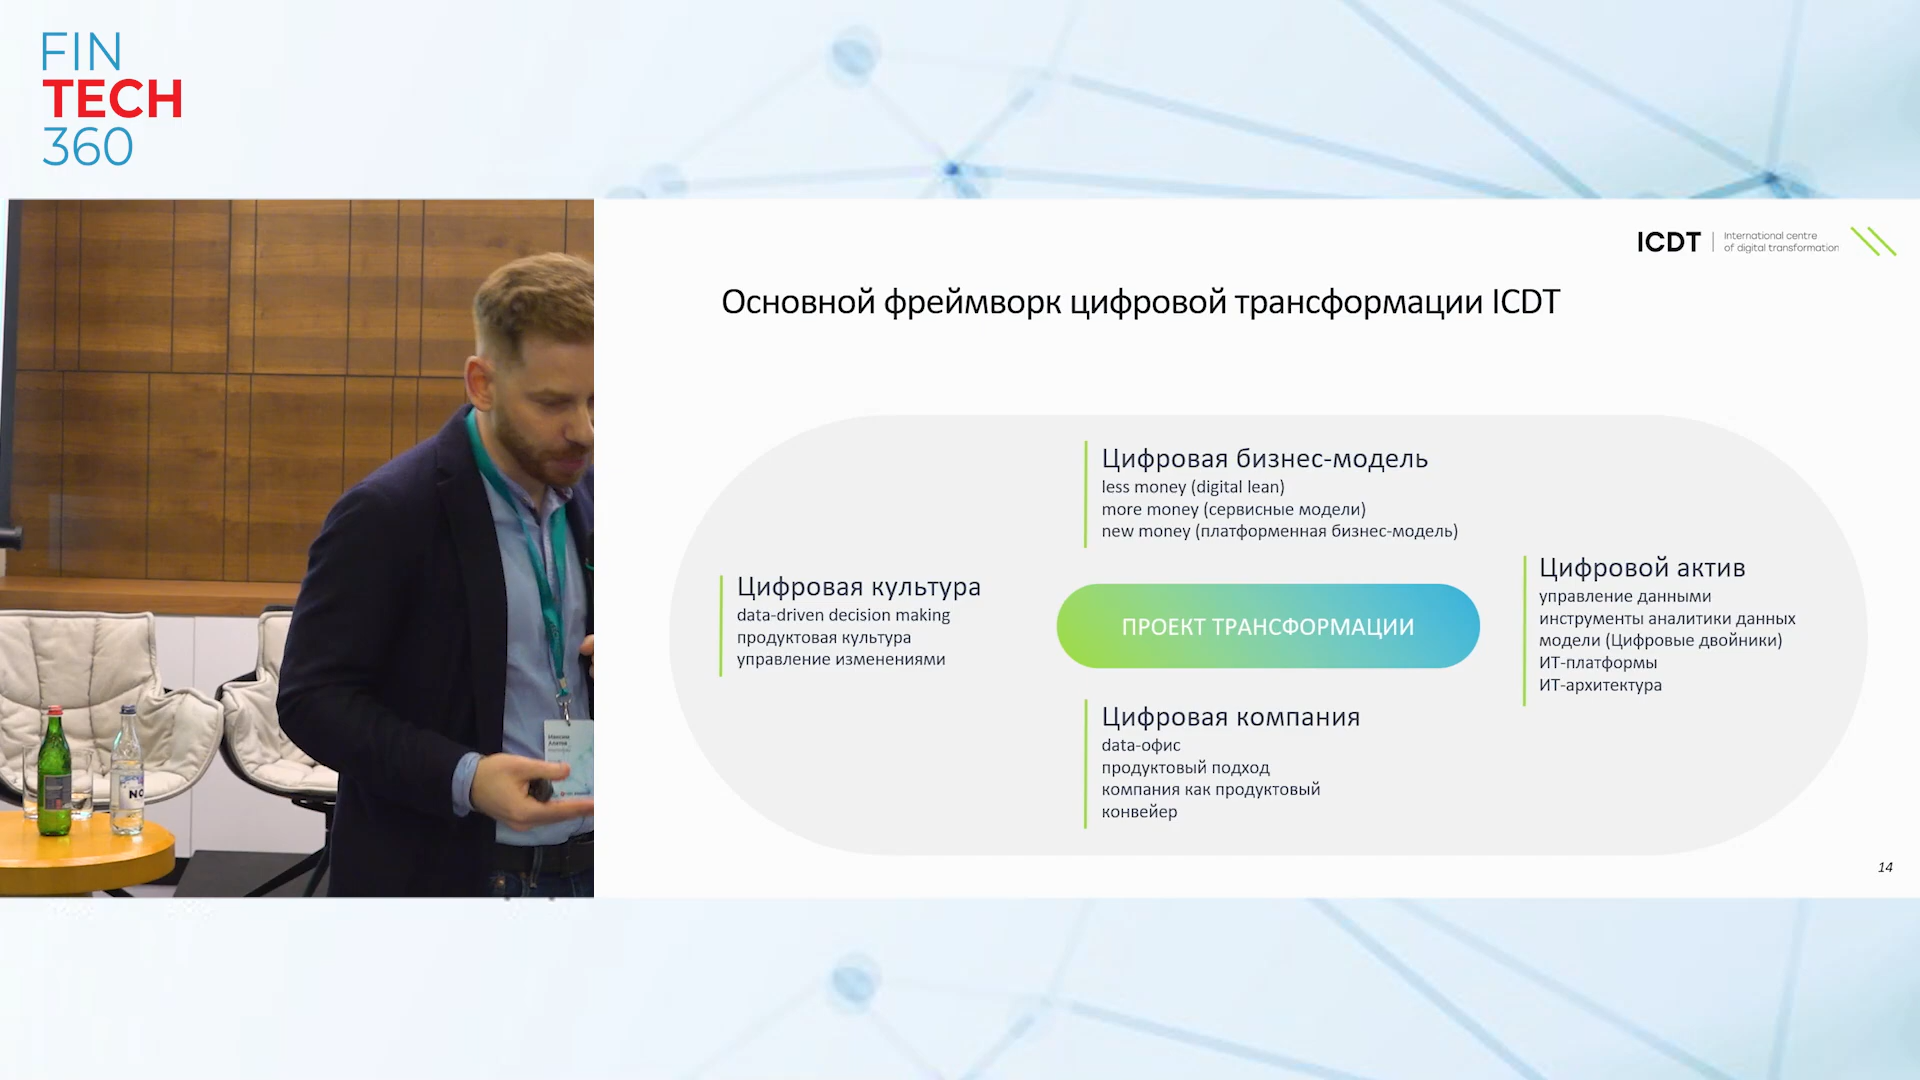 FIN
TECH
360
ICDT
International centre
of digital transformation
Основной фреймворк цифровой трансформации ICDT
Цифровая бизнес-модель
less money (digital lean)
more money (сервисные модели)
new money (платформенная бизнес-модель)
Цифровая культура
data-driven decision making
продуктовая культура
управление изменениями
ПРОЕКТ ТРАНСФОРМАЦИИ
Цифровой актив
управление данными
инструменты аналитики данных
модели (Цифровые двойники)
ИТ-платформы
ИТ-архитектура
Цифровая компания
data-офис
продуктовый подход
компания как продуктовый
конвейер
14